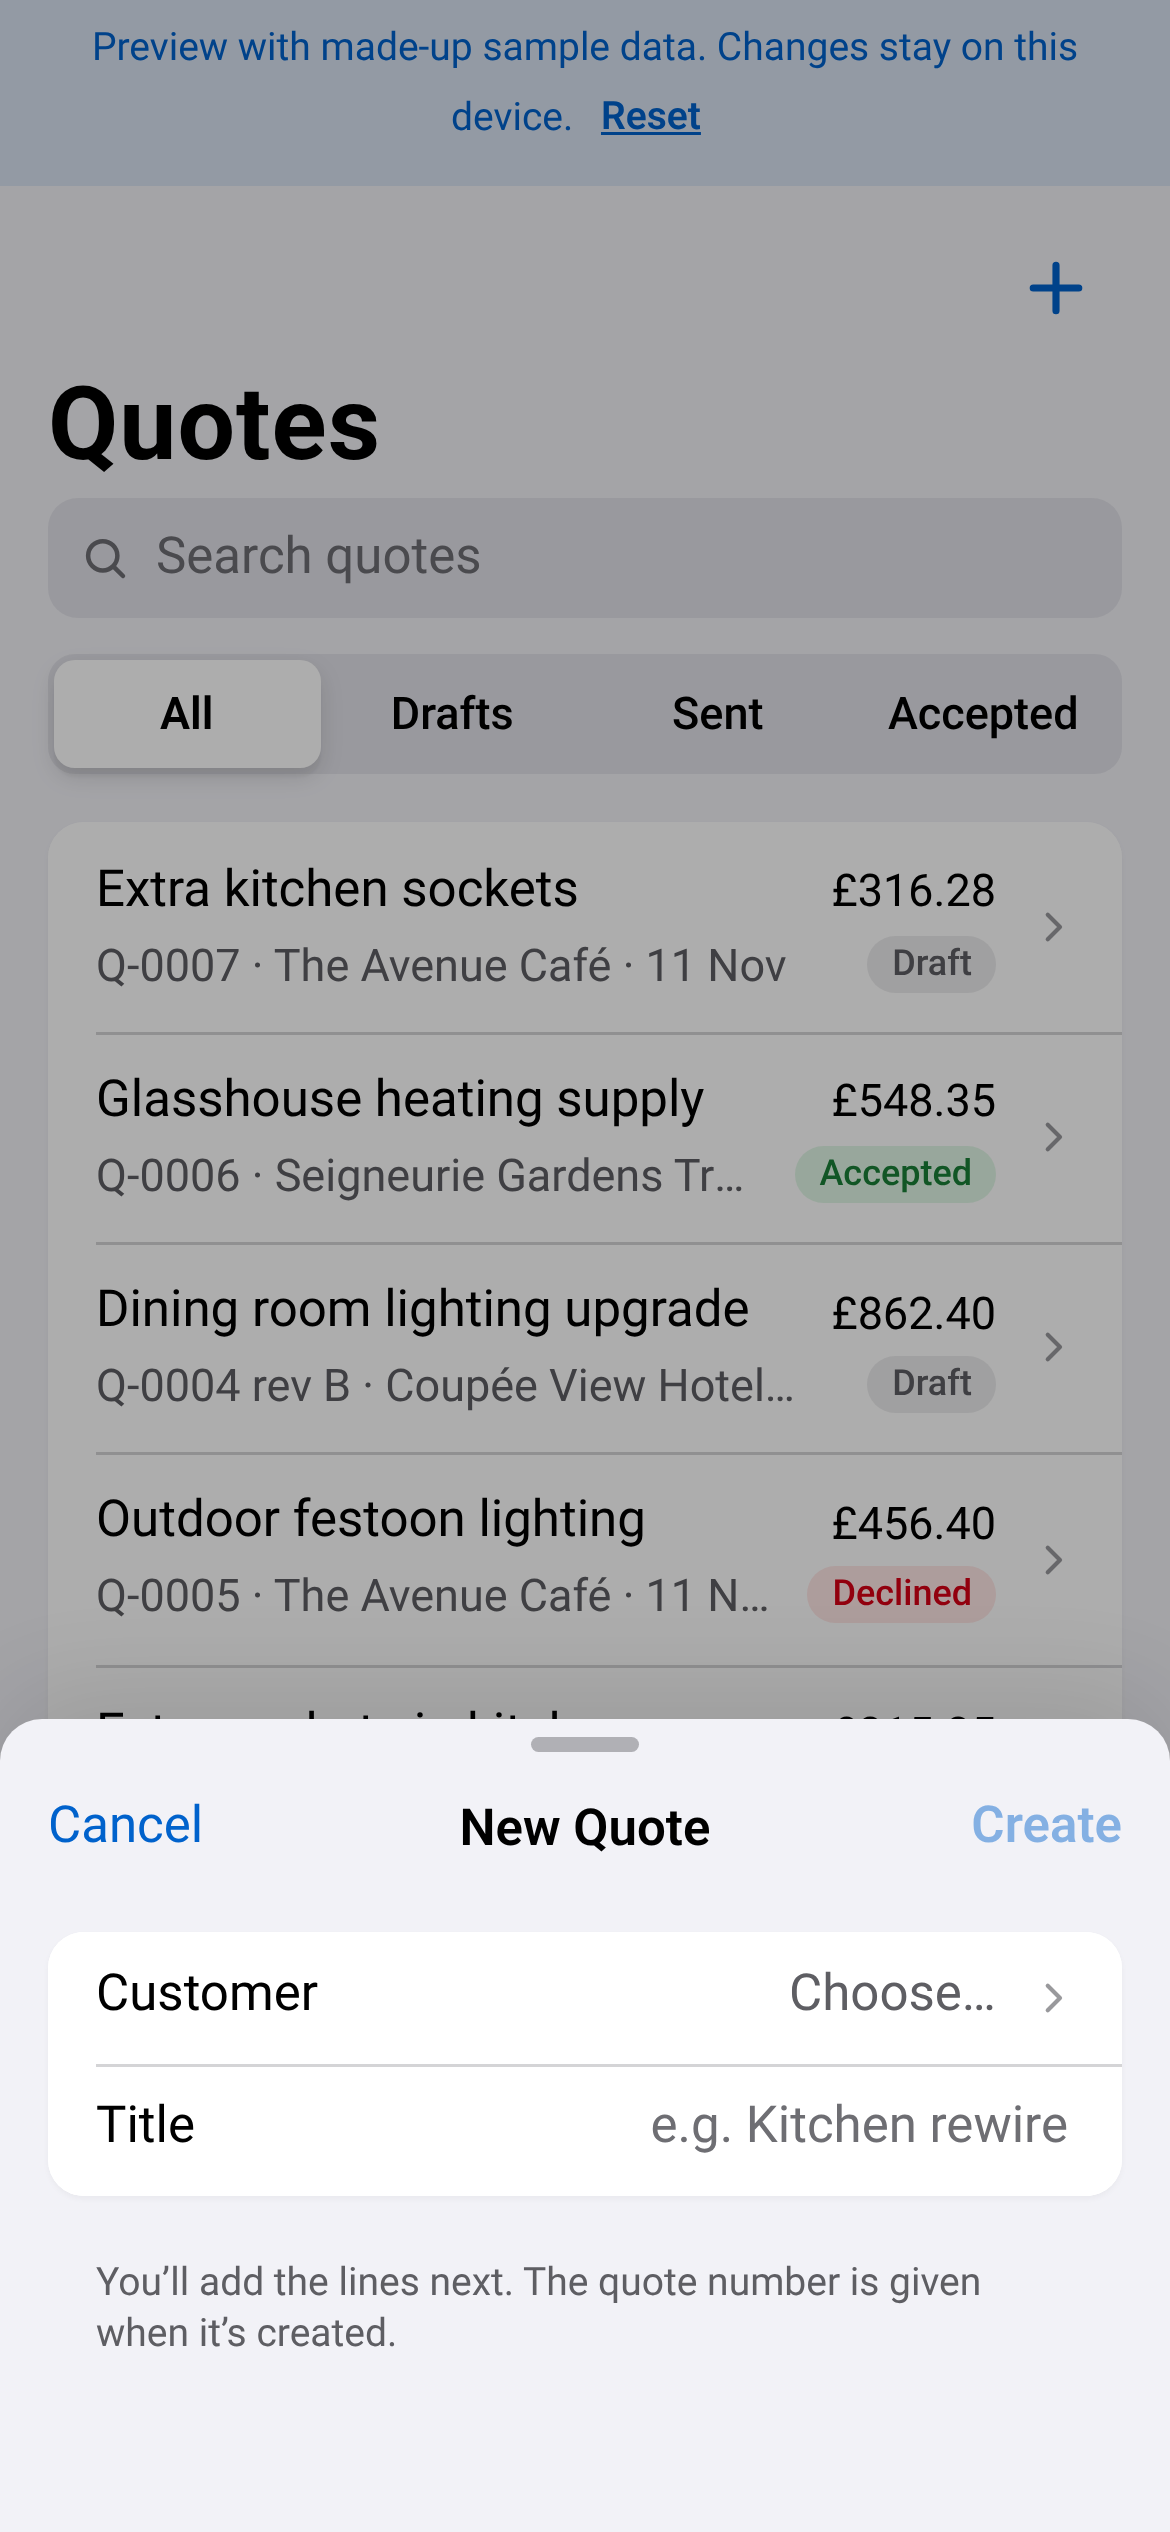 Preview with made-up sample data. Changes stay on this
device. Reset
Quotes
Search quotes
All Drafts Sent Accepted
Extra kitchen sockets £316.28
Q-0007 · The Avenue Café · 11 Nov Draft
Glasshouse heating supply £548.35
Q-0006 · Seigneurie Gardens Tr… Accepted
Dining room lighting upgrade £862.40
Q-0004 rev B · Coupée View Hotel… Draft
Outdoor festoon lighting £456.40
Q-0005 · The Avenue Café · 11 N… Declined
Cancel New Quote Create
Customer Choose…
Title e.g. Kitchen rewire
You’ll add the lines next. The quote number is given
when it’s created.